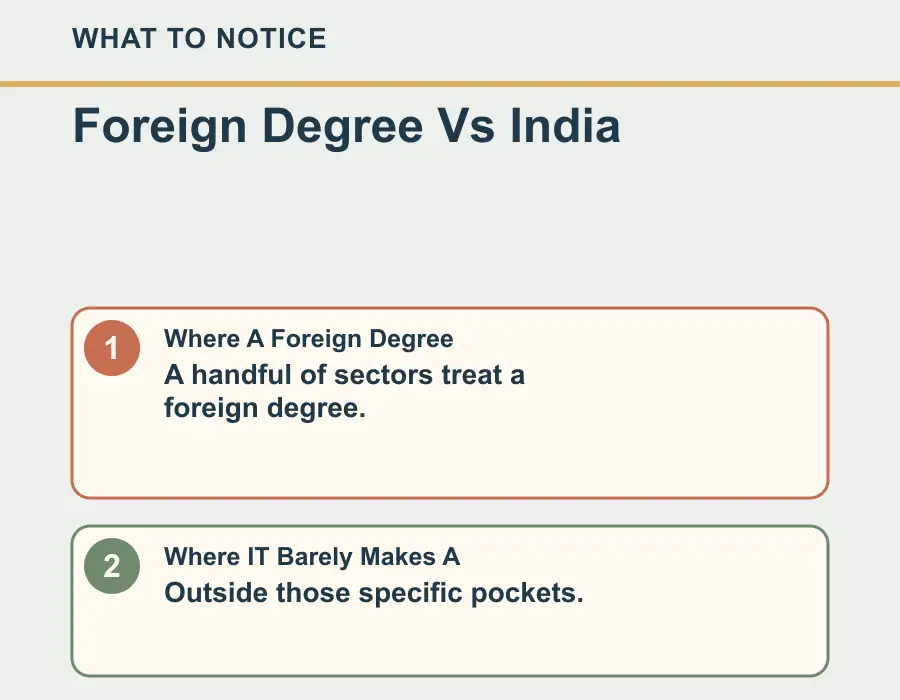 WHAT TO NOTICE
Foreign Degree Vs India
1
Where A Foreign Degree
A handful of sectors treat a
foreign degree.
2
Where IT Barely Makes A
Outside those specific pockets.